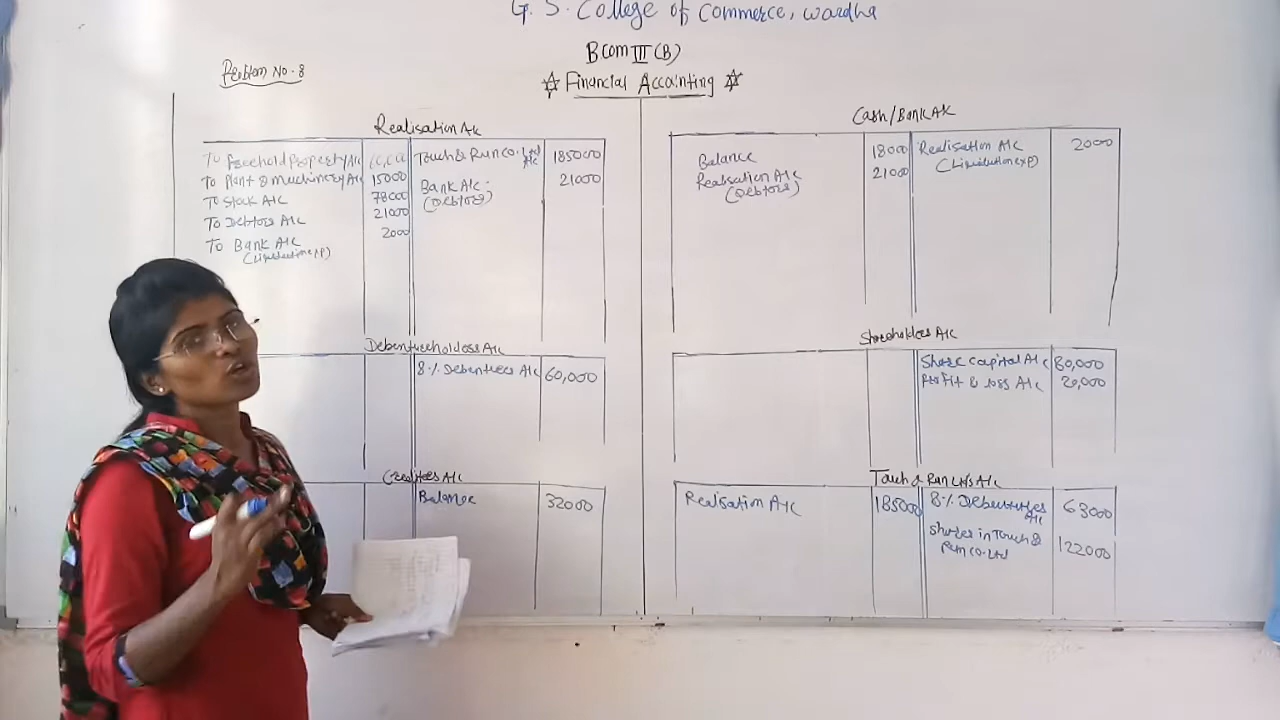 G. S. College of Commerce, Wardha
BCom III (B)
Problem No. 8
Financial Accounting
Realisation A/c
To Freehold Property A/c
Touch & Run Co. Ltd A/c 185000
To Plant & Machinery A/c 15000
Bank A/c 21000
(Debtors)
To Stock A/c 78000
To Debtors A/c 21000
To Bank A/c 2000
(Liquidation exp)
Cash/Bank A/c
Balance 18000
Realisation A/c 2000
(Liquidation exp)
Realisation A/c 21000
(Debtors)
Debentureholders A/c
8% Debentures A/c 60,000
Shareholders A/c
Share capital A/c 80,000
Profit & loss A/c 20,000
Creditors A/c
Balance 32000
Touch & Run A/c
Realisation A/c 185000
8% Debentures A/c 63000
Shares in Touch &
Run Co. Ltd 122000